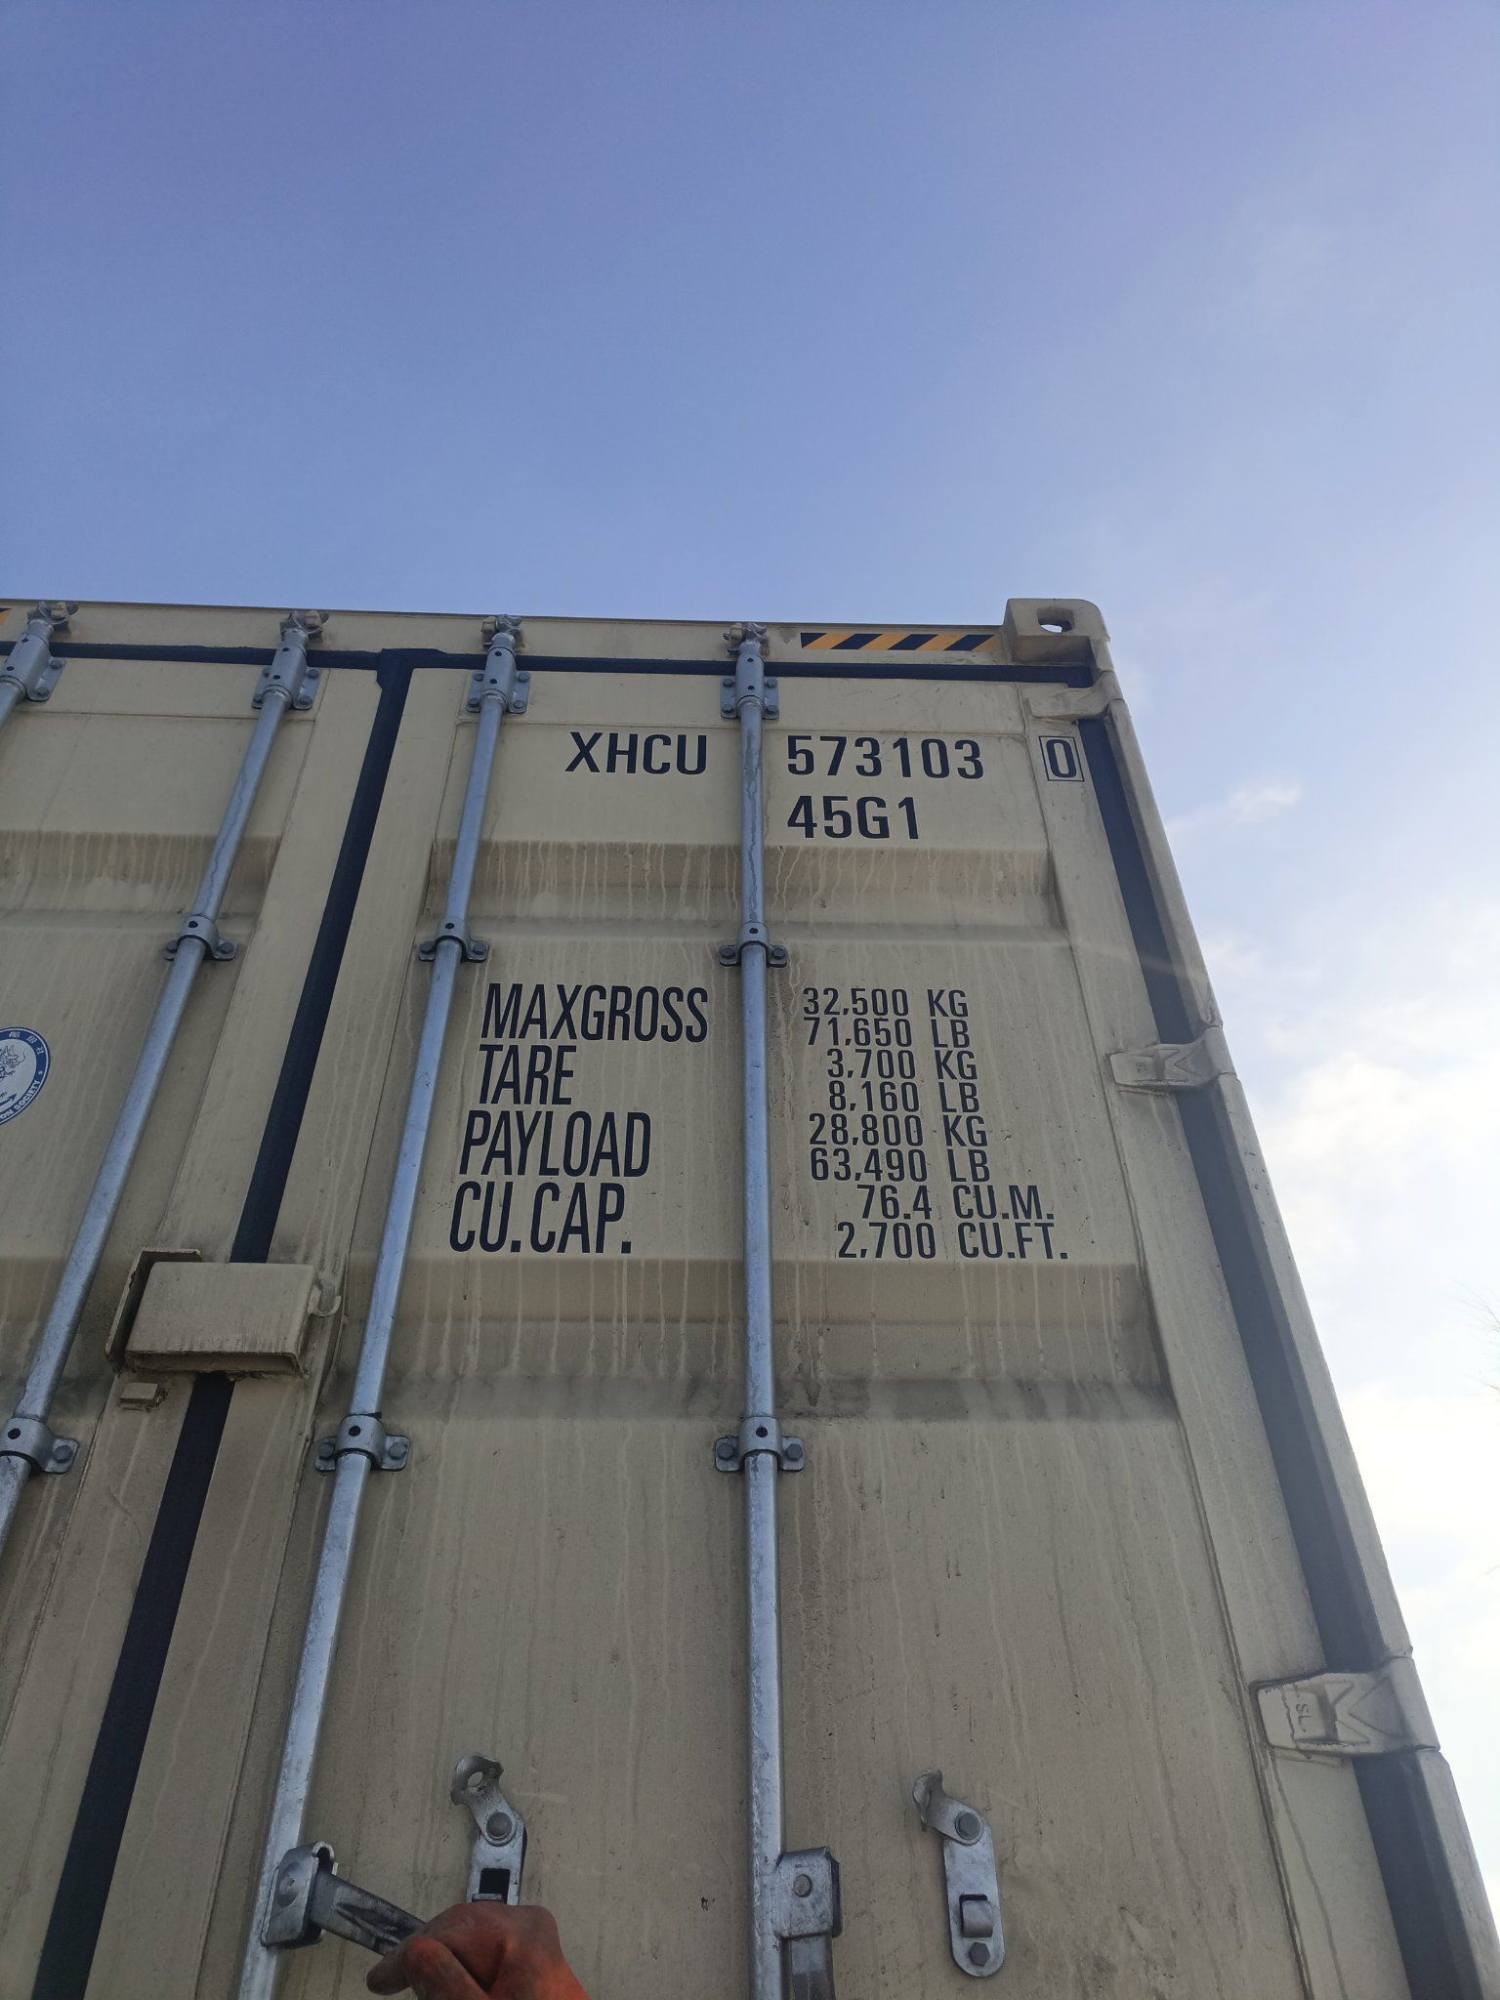 XHCU 573103 0
45G1
MAXGROSS 32,500 KG
71,650 LB
TARE 3,700 KG
8,160 LB
PAYLOAD 28,800 KG
63,490 LB
CU.CAP. 76.4 CU.M.
2,700 CU.FT.
SL